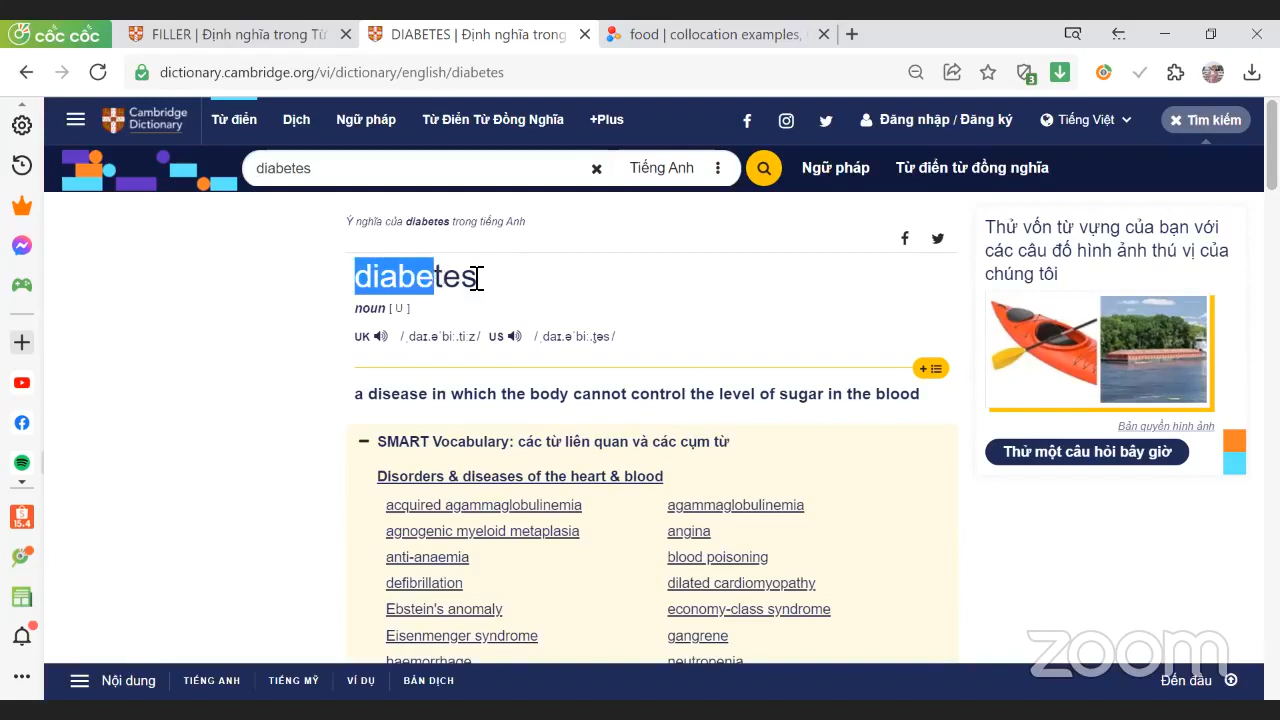 cốc cốc
FILLER | Định nghĩa trong Từ
DIABETES | Định nghĩa trong
food | collocation examples,
dictionary.cambridge.org/vi/dictionary/english/diabetes
3
Cambridge
Dictionary
Từ điển
Dịch
Ngữ pháp
Từ Điển Từ Đồng Nghĩa
+Plus
Đăng nhập / Đăng ký
Tiếng Việt
Tìm kiếm
diabetes
Tiếng Anh
Ngữ pháp
Từ điển từ đồng nghĩa
Ý nghĩa của diabetes trong tiếng Anh
diabetes
noun [ U ]
UK /ˌdaɪ.əˈbiː.tiːz/ US /ˌdaɪ.əˈbiː.t̬əs/
a disease in which the body cannot control the level of sugar in the blood
SMART Vocabulary: các từ liên quan và các cụm từ
Disorders & diseases of the heart & blood
acquired agammaglobulinemia
agammaglobulinemia
agnogenic myeloid metaplasia
angina
anti-anaemia
blood poisoning
defibrillation
dilated cardiomyopathy
Ebstein's anomaly
economy-class syndrome
Eisenmenger syndrome
gangrene
haemorrhage
neutropenia
Thử vốn từ vựng của bạn với
các câu đố hình ảnh thú vị của
chúng tôi
Bản quyền hình ảnh
Thử một câu hỏi bây giờ
15.4
zoom
Nội dung
TIẾNG ANH
TIẾNG MỸ
VÍ DỤ
BẢN DỊCH
Đến đầu